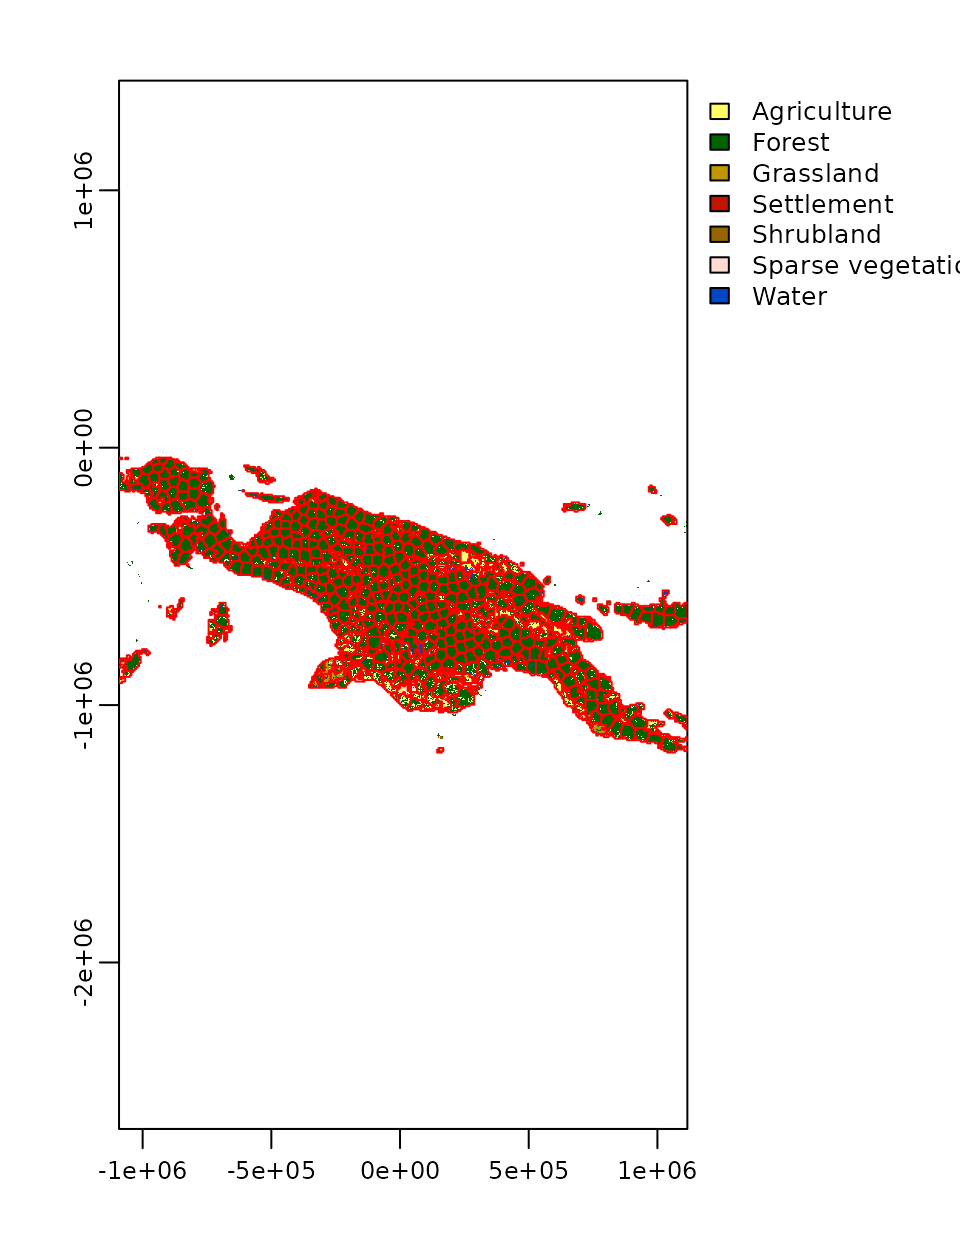 Agriculture
Forest
Grassland
Settlement
Shrubland
Sparse vegetatio
Water
1e+06
0e+00
-1e+06
-2e+06
-1e+06 -5e+05 0e+00 5e+05 1e+06